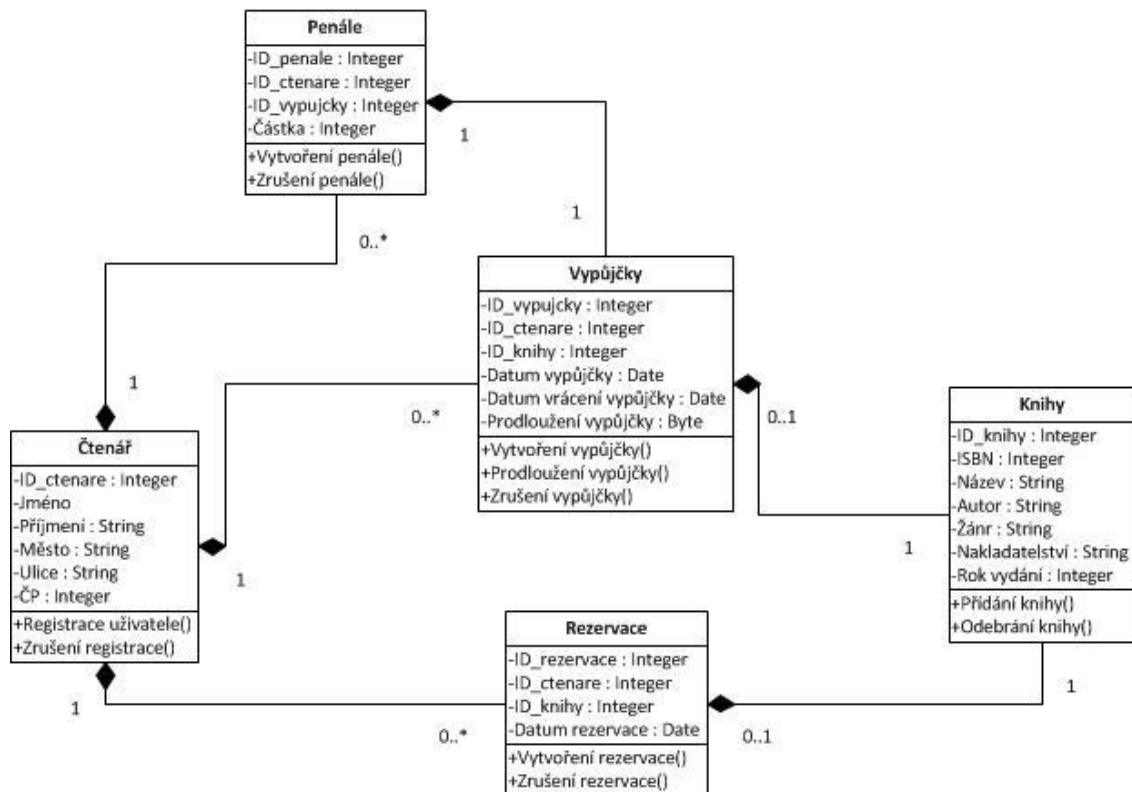 Penále
-ID_penale : Integer
-ID_ctenare : Integer
-ID_vypujcky : Integer
-Částka : Integer
+Vytvoření penále()
+Zrušení penále()
1
1
0..*
1
Vypůjčky
-ID_vypujcky : Integer
-ID_ctenare : Integer
-ID_knihy : Integer
-Datum vypůjčky : Date
-Datum vrácení vypůjčky : Date
-Prodloužení vypůjčky : Byte
+Vytvoření vypůjčky()
+Prodloužení vypůjčky()
+Zrušení vypůjčky()
0..*
0..1
Čtenář
-ID_ctenare : Integer
-Jméno
-Příjmení : String
-Město : String
-Ulice : String
-ČP : Integer
+Registrace uživatele()
+Zrušení registrace()
1
1
Knihy
-ID_knihy : Integer
-ISBN : Integer
-Název : String
-Autor : String
-Žánr : String
-Nakladatelství : String
-Rok vydání : Integer
+Přidání knihy()
+Odebrání knihy()
1
Rezervace
-ID_rezervace : Integer
-ID_ctenare : Integer
-ID_knihy : Integer
-Datum rezervace : Date
+Vytvoření rezervace()
+Zrušení rezervace()
1
0..*
0..1